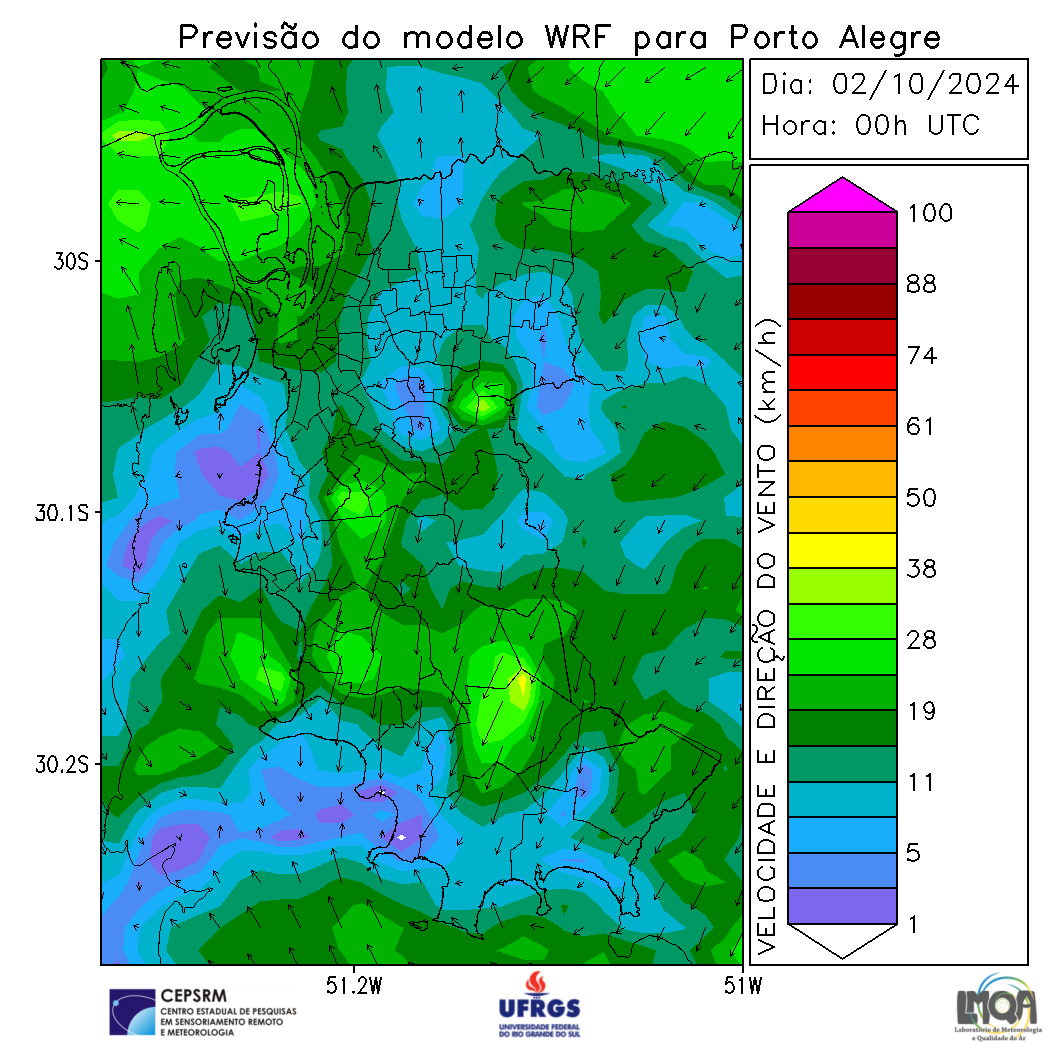 Previsão do modelo WRF para Porto Alegre
Dia: 02/10/2024
Hora: 00h UTC
30S
30.1S
30.2S
51.2W
51W
VELOCIDADE E DIREÇÃO DO VENTO (km/h)
100
88
74
61
50
38
28
19
11
5
1
CEPSRM
CENTRO ESTADUAL DE PESQUISAS
EM SENSORIAMENTO REMOTO
E METEOROLOGIA
UFRGS
UNIVERSIDADE FEDERAL
DO RIO GRANDE DO SUL
LMQA
Laboratório de Meteorologia
e Qualidade do Ar